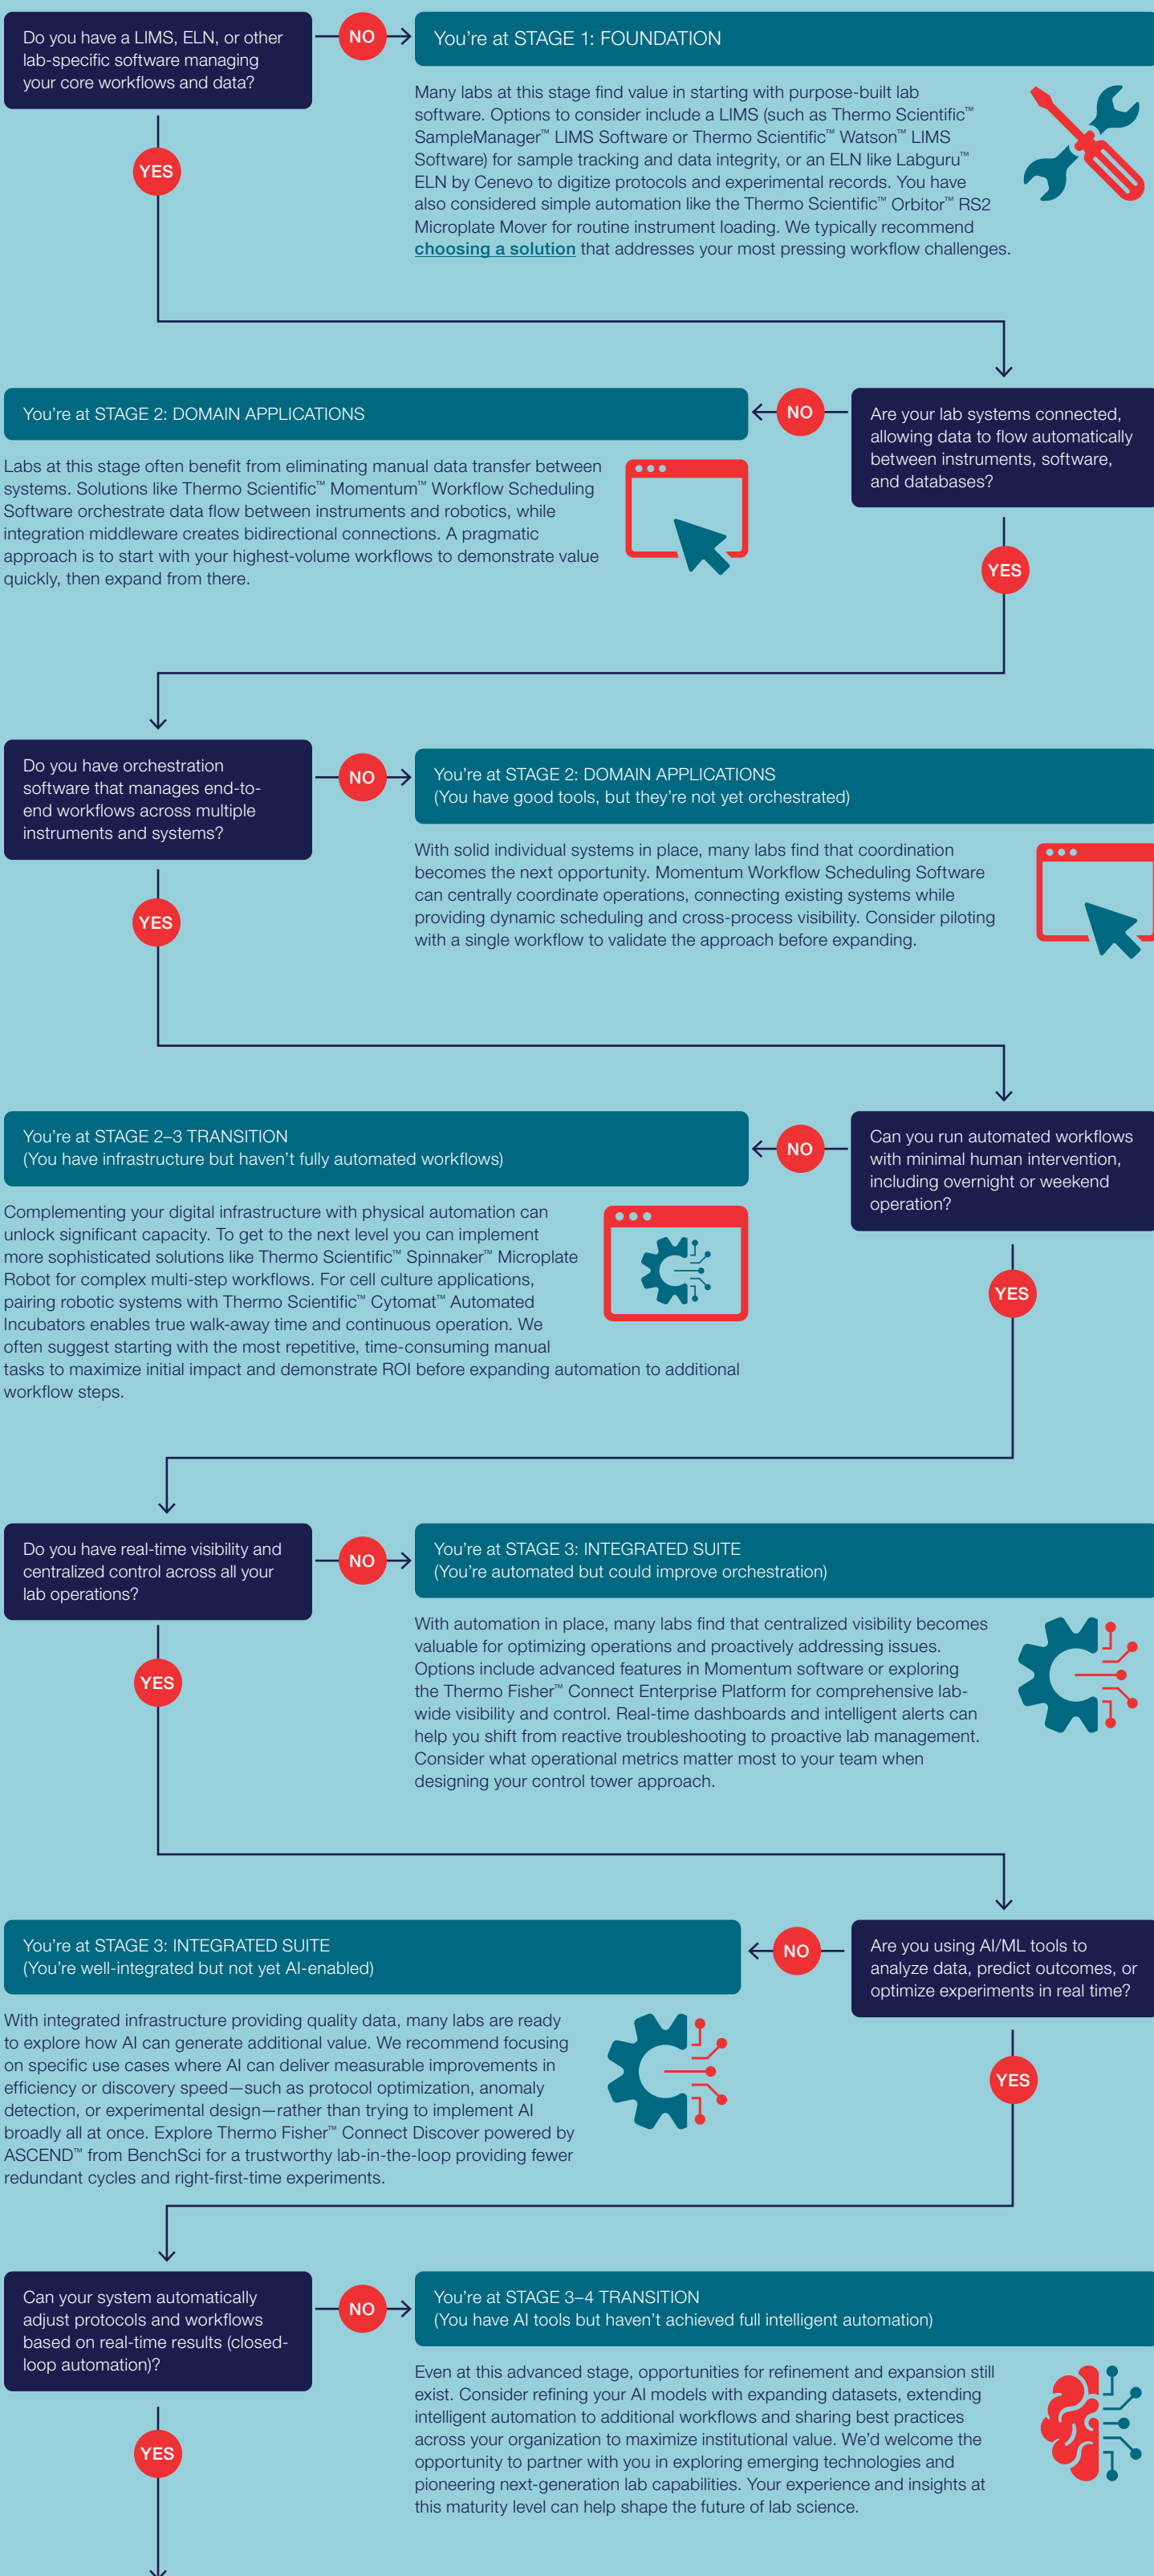 Do you have a LIMS, ELN, or other
lab-specific software managing
your core workflows and data?
NO
You're at STAGE 1: FOUNDATION
Many labs at this stage find value in starting with purpose-built lab
software. Options to consider include a LIMS (such as Thermo Scientific™
SampleManager™ LIMS Software or Thermo Scientific™ Watson™ LIMS
Software) for sample tracking and data integrity, or an ELN like Labguru™
ELN by Cenevo to digitize protocols and experimental records. You have
also considered simple automation like the Thermo Scientific™ Orbitor™ RS2
Microplate Mover for routine instrument loading. We typically recommend
choosing a solution that addresses your most pressing workflow challenges.
YES
Are your lab systems connected,
allowing data to flow automatically
between instruments, software,
and databases?
NO
You're at STAGE 2: DOMAIN APPLICATIONS
Labs at this stage often benefit from eliminating manual data transfer between
systems. Solutions like Thermo Scientific™ Momentum™ Workflow Scheduling
Software orchestrate data flow between instruments and robotics, while
integration middleware creates bidirectional connections. A pragmatic
approach is to start with your highest-volume workflows to demonstrate value
quickly, then expand from there.
YES
Do you have orchestration
software that manages end-to-
end workflows across multiple
instruments and systems?
NO
You're at STAGE 2: DOMAIN APPLICATIONS
(You have good tools, but they're not yet orchestrated)
With solid individual systems in place, many labs find that coordination
becomes the next opportunity. Momentum Workflow Scheduling Software
can centrally coordinate operations, connecting existing systems while
providing dynamic scheduling and cross-process visibility. Consider piloting
with a single workflow to validate the approach before expanding.
YES
Can you run automated workflows
with minimal human intervention,
including overnight or weekend
operation?
NO
You're at STAGE 2–3 TRANSITION
(You have infrastructure but haven't fully automated workflows)
Complementing your digital infrastructure with physical automation can
unlock significant capacity. To get to the next level you can implement
more sophisticated solutions like Thermo Scientific™ Spinnaker™ Microplate
Robot for complex multi-step workflows. For cell culture applications,
pairing robotic systems with Thermo Scientific™ Cytomat™ Automated
Incubators enables true walk-away time and continuous operation. We
often suggest starting with the most repetitive, time-consuming manual
tasks to maximize initial impact and demonstrate ROI before expanding automation to additional
workflow steps.
YES
Do you have real-time visibility and
centralized control across all your
lab operations?
NO
You're at STAGE 3: INTEGRATED SUITE
(You're automated but could improve orchestration)
With automation in place, many labs find that centralized visibility becomes
valuable for optimizing operations and proactively addressing issues.
Options include advanced features in Momentum software or exploring
the Thermo Fisher™ Connect Enterprise Platform for comprehensive lab-
wide visibility and control. Real-time dashboards and intelligent alerts can
help you shift from reactive troubleshooting to proactive lab management.
Consider what operational metrics matter most to your team when
designing your control tower approach.
YES
Are you using AI/ML tools to
analyze data, predict outcomes, or
optimize experiments in real time?
NO
You're at STAGE 3: INTEGRATED SUITE
(You're well-integrated but not yet AI-enabled)
With integrated infrastructure providing quality data, many labs are ready
to explore how AI can generate additional value. We recommend focusing
on specific use cases where AI can deliver measurable improvements in
efficiency or discovery speed—such as protocol optimization, anomaly
detection, or experimental design—rather than trying to implement AI
broadly all at once. Explore Thermo Fisher™ Connect Discover powered by
ASCEND™ from BenchSci for a trustworthy lab-in-the-loop providing fewer
redundant cycles and right-first-time experiments.
YES
Can your system automatically
adjust protocols and workflows
based on real-time results (closed-
loop automation)?
NO
You're at STAGE 3–4 TRANSITION
(You have AI tools but haven't achieved full intelligent automation)
Even at this advanced stage, opportunities for refinement and expansion still
exist. Consider refining your AI models with expanding datasets, extending
intelligent automation to additional workflows and sharing best practices
across your organization to maximize institutional value. We'd welcome the
opportunity to partner with you in exploring emerging technologies and
pioneering next-generation lab capabilities. Your experience and insights at
this maturity level can help shape the future of lab science.
YES